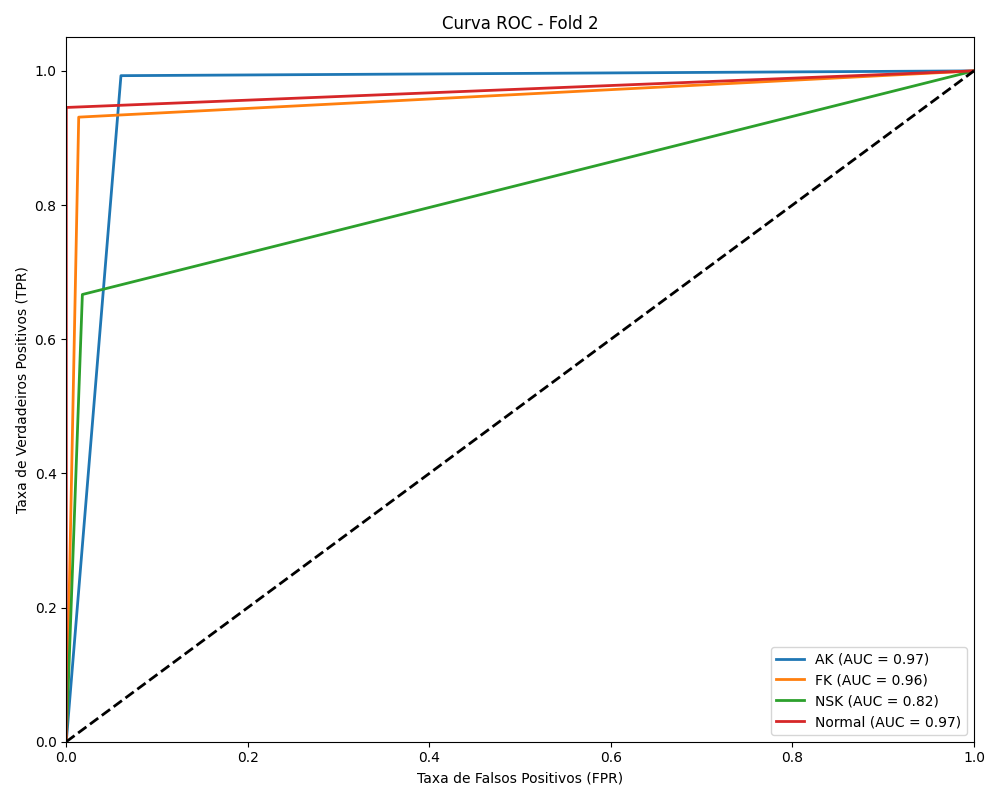 Curva ROC - Fold 2
Taxa de Verdadeiros Positivos (TPR)
1.0
0.8
0.6
0.4
0.2
0.0
0.0 0.2 0.4 0.6 0.8 1.0
Taxa de Falsos Positivos (FPR)
AK (AUC = 0.97)
FK (AUC = 0.96)
NSK (AUC = 0.82)
Normal (AUC = 0.97)